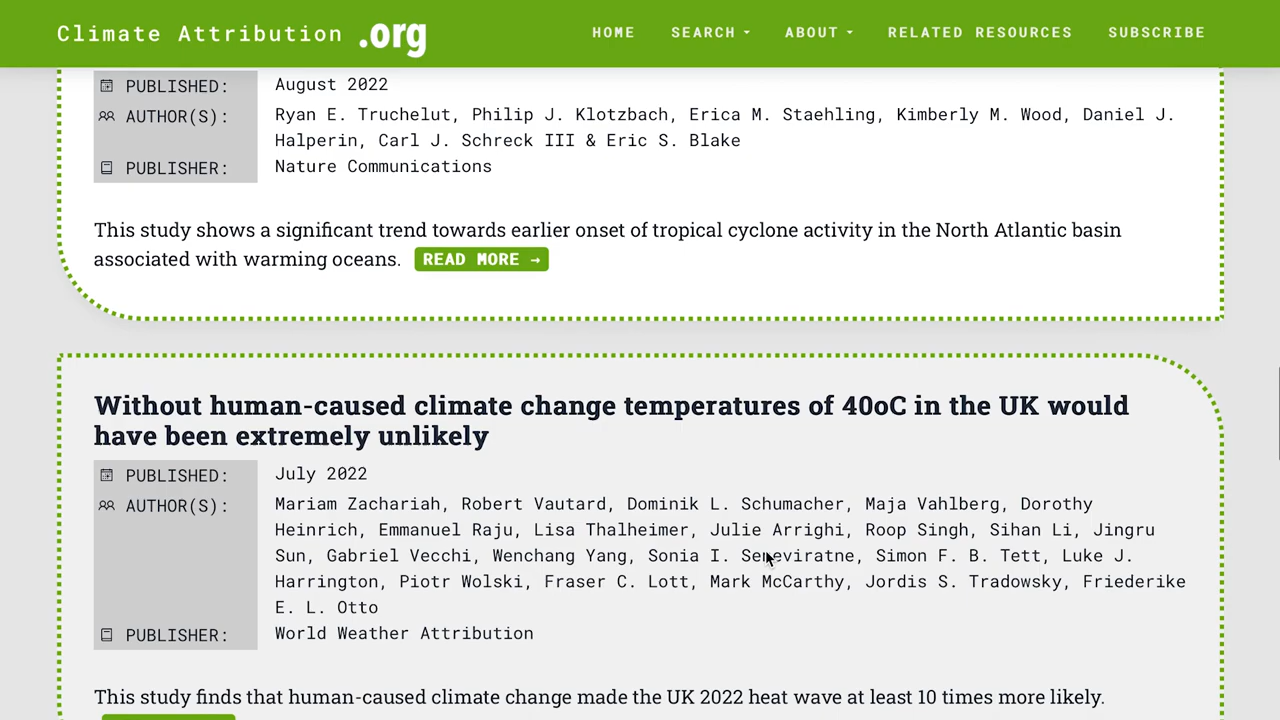 Climate Attribution .org
HOME SEARCH ABOUT RELATED RESOURCES SUBSCRIBE
PUBLISHED: August 2022
AUTHOR(S): Ryan E. Truchelut, Philip J. Klotzbach, Erica M. Staehling, Kimberly M. Wood, Daniel J.
Halperin, Carl J. Schreck III & Eric S. Blake
PUBLISHER: Nature Communications
This study shows a significant trend towards earlier onset of tropical cyclone activity in the North Atlantic basin
associated with warming oceans. READ MORE →
Without human-caused climate change temperatures of 40oC in the UK would
have been extremely unlikely
PUBLISHED: July 2022
AUTHOR(S): Mariam Zachariah, Robert Vautard, Dominik L. Schumacher, Maja Vahlberg, Dorothy
Heinrich, Emmanuel Raju, Lisa Thalheimer, Julie Arrighi, Roop Singh, Sihan Li, Jingru
Sun, Gabriel Vecchi, Wenchang Yang, Sonia I. Seneviratne, Simon F. B. Tett, Luke J.
Harrington, Piotr Wolski, Fraser C. Lott, Mark McCarthy, Jordis S. Tradowsky, Friederike
E. L. Otto
PUBLISHER: World Weather Attribution
This study finds that human-caused climate change made the UK 2022 heat wave at least 10 times more likely.